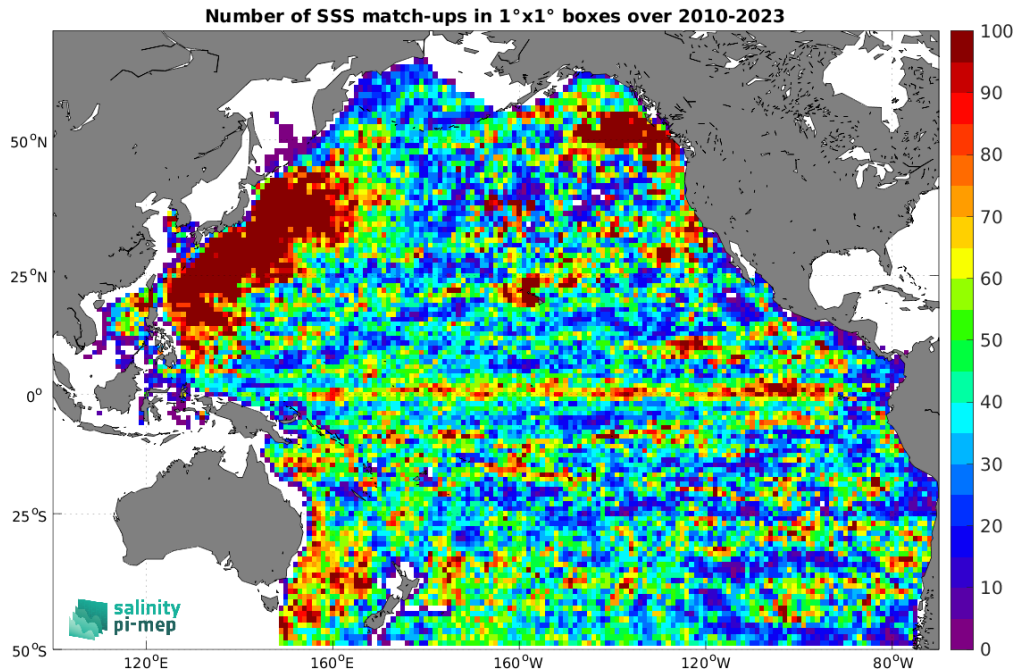 Number of SSS match-ups in 1°x1° boxes over 2010-2023
100
90
80
70
60
50
40
30
20
10
0
50°N
25°N
0°
25°S
50°S
120°E
160°E
160°W
120°W
80°W
salinity
pi-mep